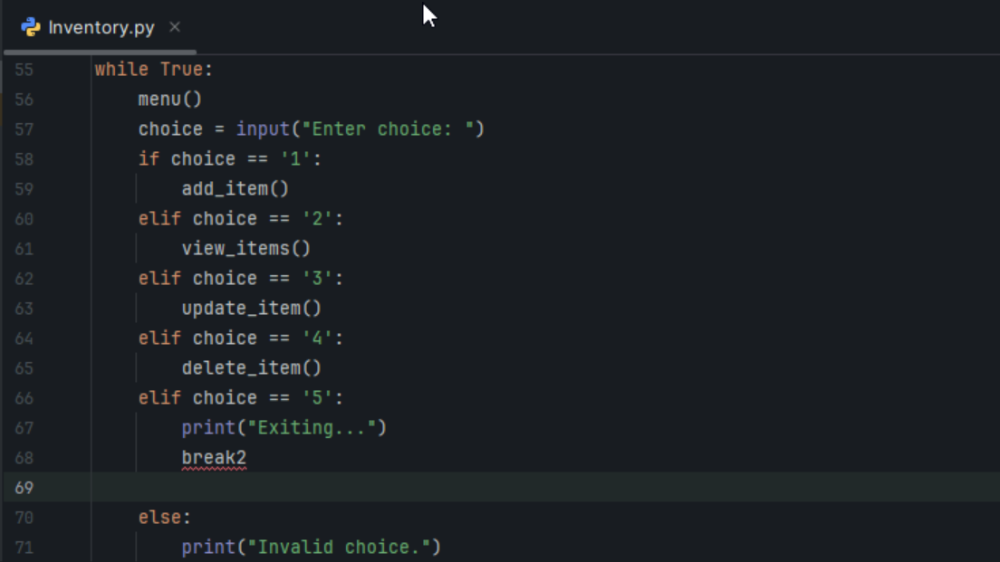 Inventory.py ×
55 while True:
56 menu()
57 choice = input("Enter choice: ")
58 if choice == '1':
59 add_item()
60 elif choice == '2':
61 view_items()
62 elif choice == '3':
63 update_item()
64 elif choice == '4':
65 delete_item()
66 elif choice == '5':
67 print("Exiting...")
68 break2
69
70 else:
71 print("Invalid choice.")